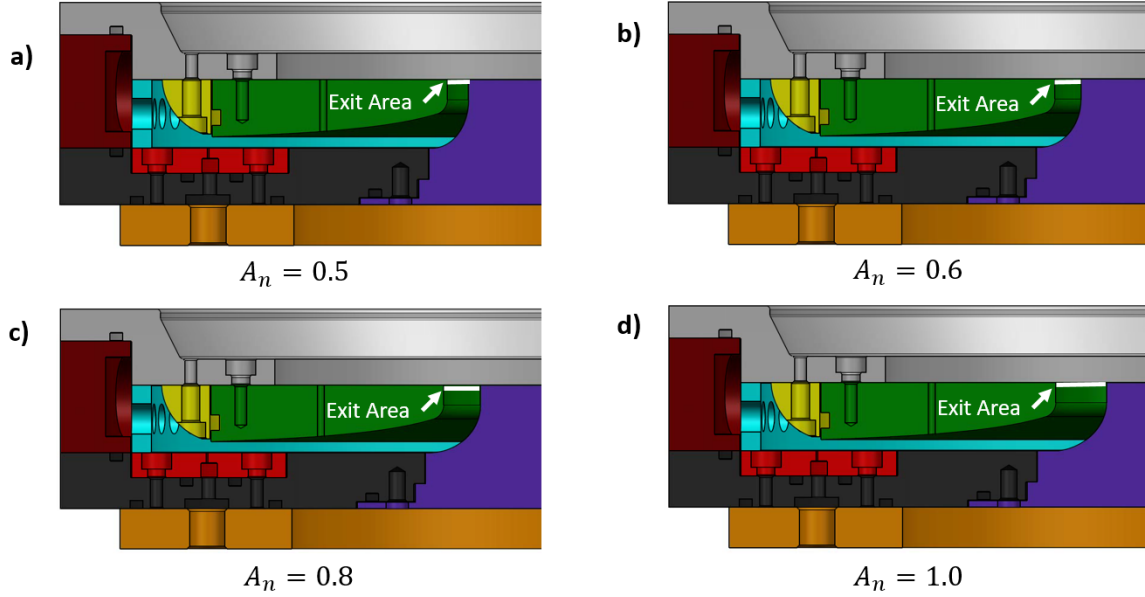 a)
Exit Area
A_n = 0.5
b)
Exit Area
A_n = 0.6
c)
Exit Area
A_n = 0.8
d)
Exit Area
A_n = 1.0